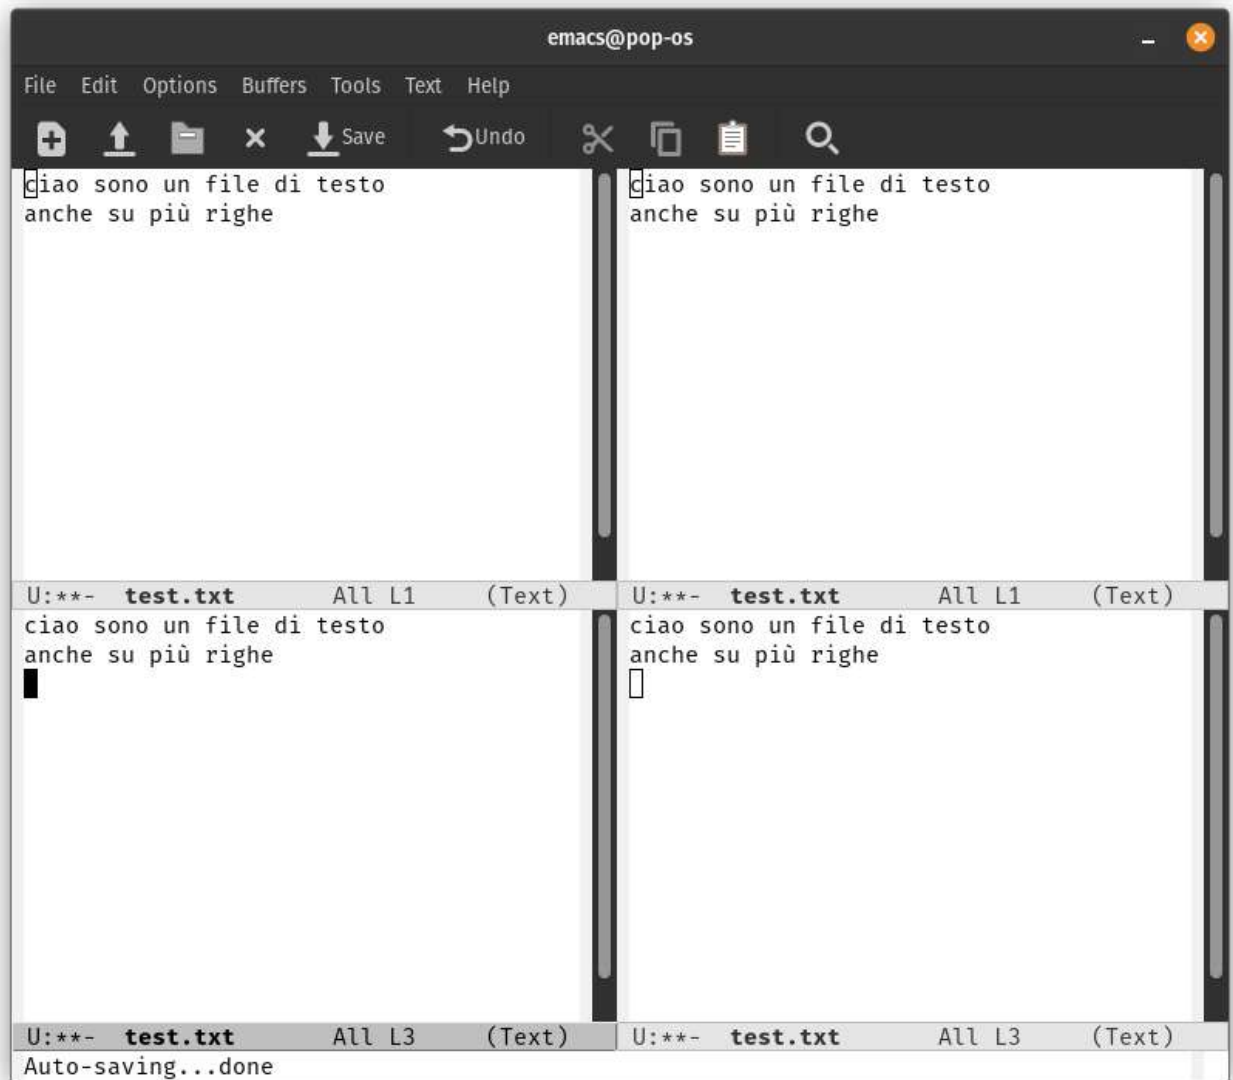 emacs@pop-os
File Edit Options Buffers Tools Text Help
Save Undo
ciao sono un file di testo
anche su più righe
ciao sono un file di testo
anche su più righe
U:**- test.txt All L1 (Text)
U:**- test.txt All L1 (Text)
ciao sono un file di testo
anche su più righe
ciao sono un file di testo
anche su più righe
U:**- test.txt All L3 (Text)
U:**- test.txt All L3 (Text)
Auto-saving...done